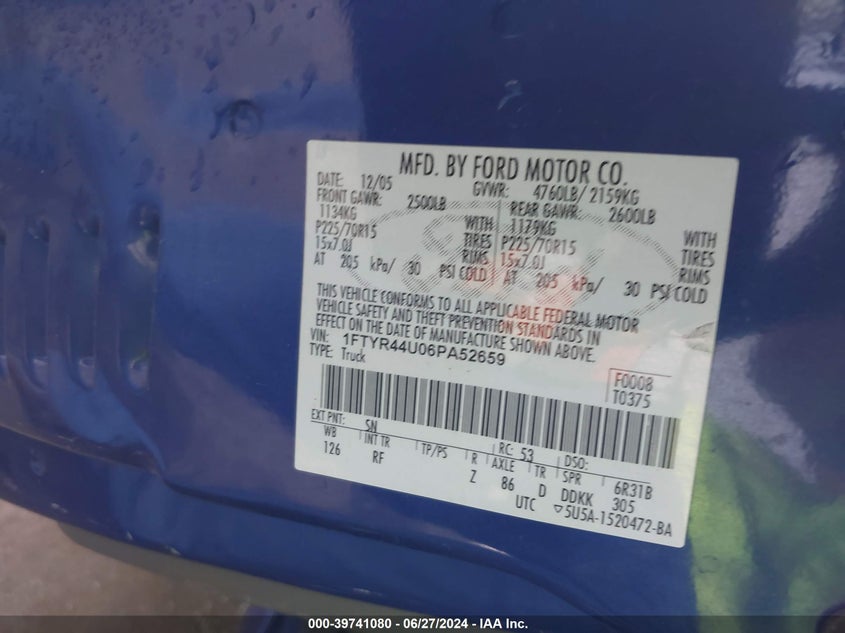 MFD. BY FORD MOTOR CO.
DATE: 12/05 GVWR: 4760LB/ 2159KG
FRONT GAWR: 2500LB REAR GAWR: 2600LB
1134KG WITH 1179KG WITH
P225/70R15 TIRES P225/70R15 TIRES
15x7.0J RIMS 15x7.0J RIMS
AT 205 kPa/ 30 PSI COLD AT 205 kPa/ 30 PSI COLD
THIS VEHICLE CONFORMS TO ALL APPLICABLE FEDERAL MOTOR
VEHICLE SAFETY AND THEFT PREVENTION STANDARDS IN
EFFECT ON THE DATE OF MANUFACTURE SHOWN ABOVE.
VIN: 1FTYR44U06PA52659
TYPE: Truck
F0008
T0375
EXT PNT: SN RC: 53 DSO:
WB INT TR TP/PS R AXLE TR SPR 6R31B
126 RF Z 86 D DDKK 305
UTC ▽5U5A-1520472-BA
000-39741080 - 06/27/2024 - IAA Inc.